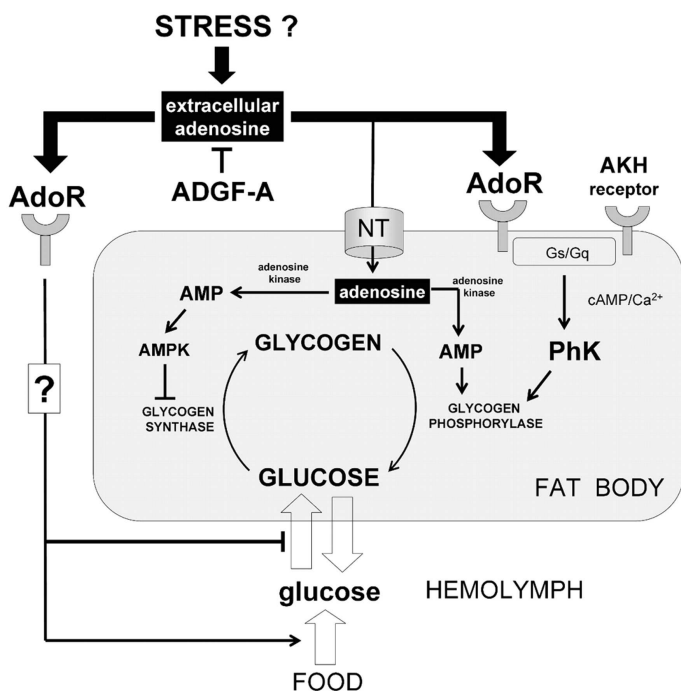 STRESS ?
extracellular
adenosine
AdoR
ADGF-A
AdoR
AKH
receptor
NT
Gs/Gq
adenosine
kinase
adenosine
adenosine
kinase
cAMP/Ca²⁺
AMP
AMPK
GLYCOGEN
AMP
PhK
?
GLYCOGEN
SYNTHASE
GLYCOGEN
PHOSPHORYLASE
GLUCOSE
FAT BODY
glucose
HEMOLYMPH
FOOD